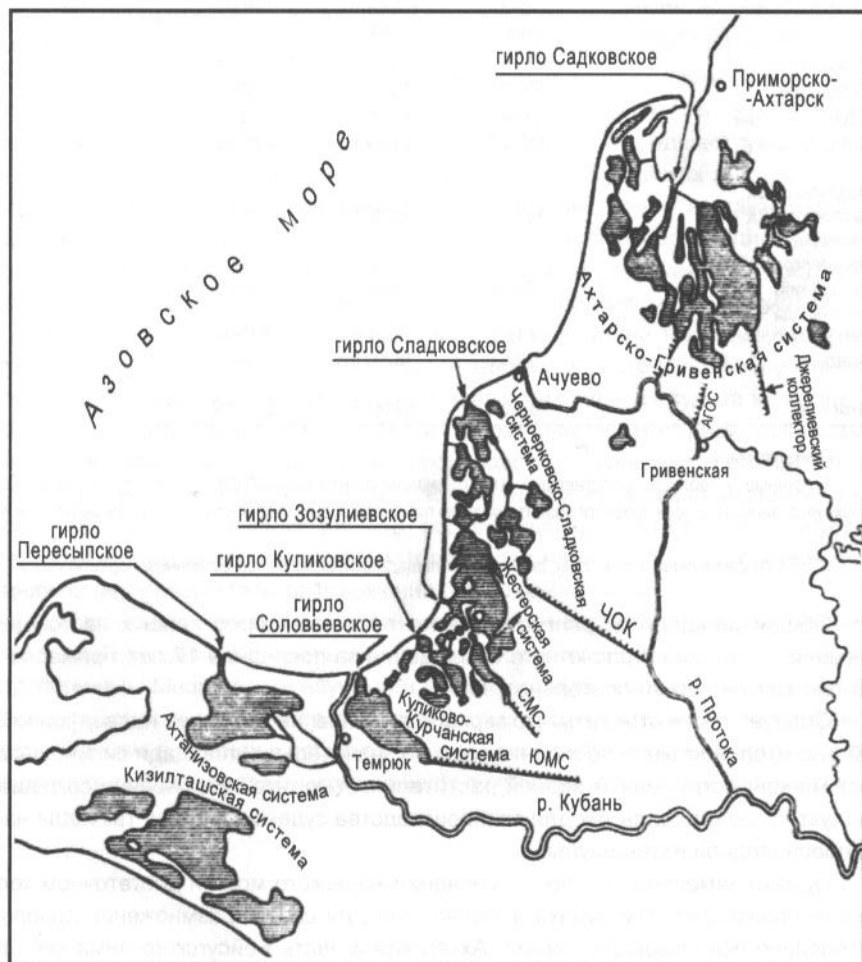 гирло Садковское
Приморско-
-Ахтарск
Азовское море
Ахтарско-Гривенская система
гирло Сладковское
Ачуево
АГОС
Джерелиевский
коллектор
Черноерковско-Сладковская
система
Гривенская
гирло Зозулиевское
гирло
Пересыпское
гирло Куликовское
гирло
Соловьевское
Жестерская
система
ЧОК
р. Протока
ЕМС
Куликово-
Курчанская
система
ЮМС
Темрюк
р. Кубань
Ахтанизовская система
Кизилташская
система